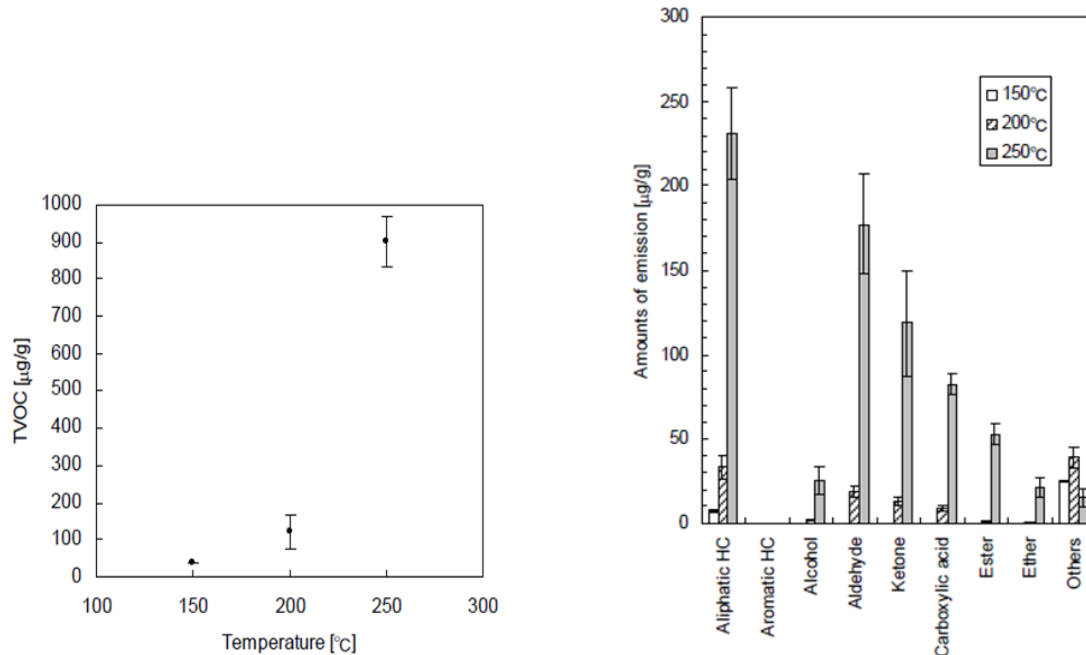 TVOC [µg/g]
1000
900
800
700
600
500
400
300
200
100
0
100
150
200
250
300
Temperature [°C]
Amounts of emission [µg/g]
300
250
200
150
100
50
0
150°C
200°C
250°C
Aliphatic HC
Aromatic HC
Alcohol
Aldehyde
Ketone
Carboxylic acid
Ester
Ether
Others